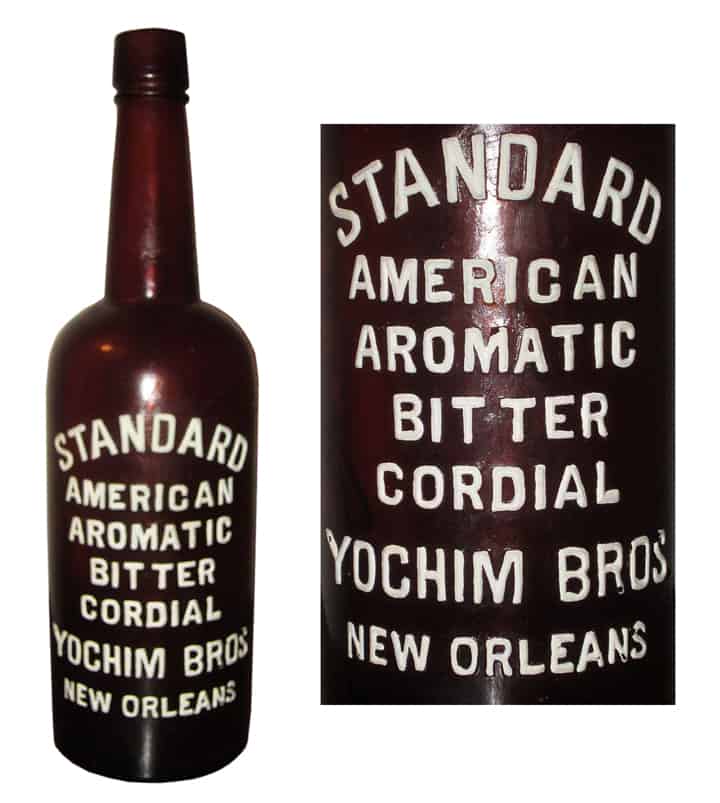 STANDARD
AMERICAN
AROMATIC
BITTER
CORDIAL
YOCHIM BROS
NEW ORLEANS
STANDARD
AMERICAN
AROMATIC
BITTER
CORDIAL
YOCHIM BROS
NEW ORLEANS